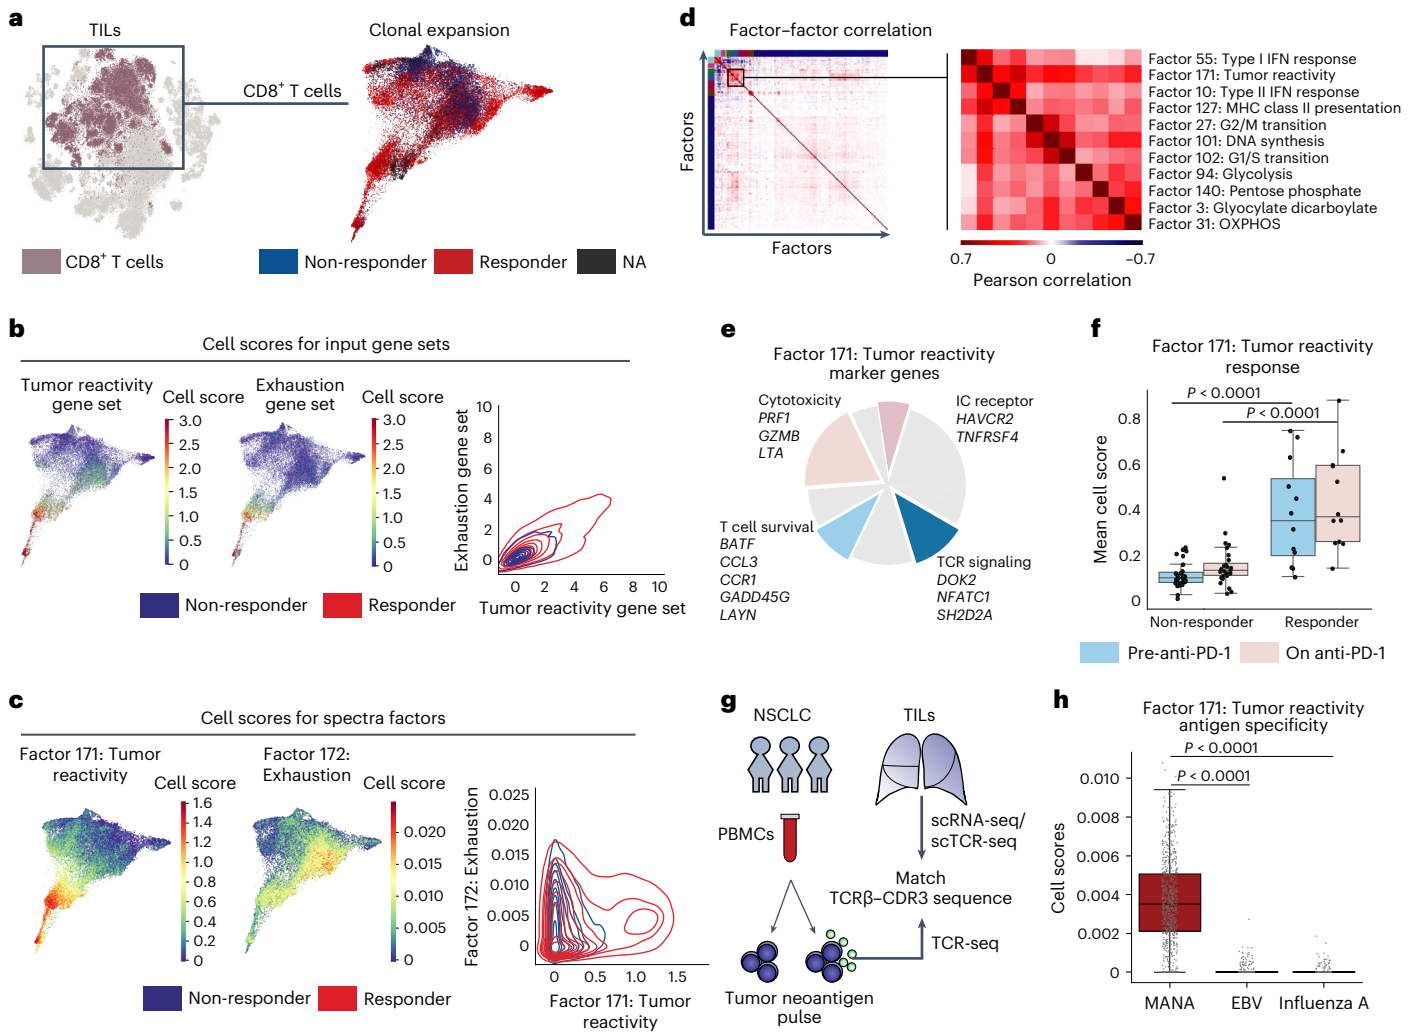 a
TILs
Clonal expansion
CD8⁺ T cells
CD8⁺ T cells
Non-responder
Responder
NA
b
Cell scores for input gene sets
Tumor reactivity
gene set
Cell score
3.0
2.5
2.0
1.5
1.0
0.5
0
Exhaustion
gene set
Cell score
3.0
2.5
2.0
1.5
1.0
0.5
0
Exhaustion gene set
10
8
6
4
2
0
0 2 4 6 8 10
Tumor reactivity gene set
Non-responder
Responder
c
Cell scores for spectra factors
Factor 171: Tumor
reactivity
Cell score
1.6
1.4
1.2
1.0
0.8
0.6
0.4
0.2
0
Factor 172:
Exhaustion
Cell score
0.020
0.015
0.010
0.005
0
Factor 172: Exhaustion
0.025
0.020
0.015
0.010
0.005
0
0 0.5 1.0 1.5
Factor 171: Tumor
reactivity
Non-responder
Responder
d
Factor–factor correlation
Factors
Factors
Factor 55: Type I IFN response
Factor 171: Tumor reactivity
Factor 10: Type II IFN response
Factor 127: MHC class II presentation
Factor 27: G2/M transition
Factor 101: DNA synthesis
Factor 102: G1/S transition
Factor 94: Glycolysis
Factor 140: Pentose phosphate
Factor 3: Glyocylate dicarboylate
Factor 31: OXPHOS
0.7 0 −0.7
Pearson correlation
e
Factor 171: Tumor reactivity
marker genes
Cytotoxicity
PRF1
GZMB
LTA
IC receptor
HAVCR2
TNFRSF4
T cell survival
BATF
CCL3
CCR1
GADD45G
LAYN
TCR signaling
DOK2
NFATC1
SH2D2A
f
Factor 171: Tumor reactivity
response
P < 0.0001
P < 0.0001
Mean cell score
0.8
0.6
0.4
0.2
0
Non-responder
Responder
Pre-anti-PD-1
On anti-PD-1
g
NSCLC
TILs
PBMCs
scRNA-seq/
scTCR-seq
Match
TCRβ–CDR3 sequence
TCR-seq
Tumor neoantigen
pulse
h
Factor 171: Tumor reactivity
antigen specificity
P < 0.0001
P < 0.0001
Cell scores
0.010
0.008
0.006
0.004
0.002
0
MANA
EBV
Influenza A